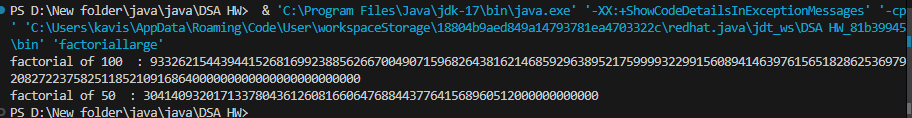 PS D:\New folder\java\java\DSA HW>  & 'C:\Program Files\Java\jdk-17\bin\java.exe' '-XX:+ShowCodeDetailsInExceptionMessages' '-cp
' 'C:\Users\kavis\AppData\Roaming\Code\User\workspaceStorage\18804b9aed849a14793781ea4703322c\redhat.java\jdt_ws\DSA HW_81b39945
\bin' 'factoriallarge'
factorial of 100  : 933262154439441526816992388562667004907159682643816214685929638952175999932299156089414639761565182862536979
20827223758251185210916864000000000000000000000000
factorial of 50  : 30414093201713378043612608166064768844377641568960512000000000000
PS D:\New folder\java\java\DSA HW>